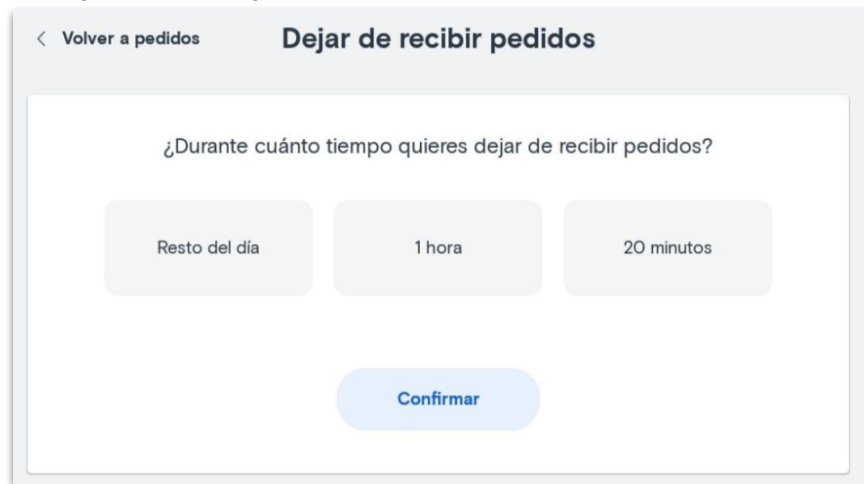 Volver a pedidos
Dejar de recibir pedidos
¿Durante cuánto tiempo quieres dejar de recibir pedidos?
Resto del día
1 hora
20 minutos
Confirmar